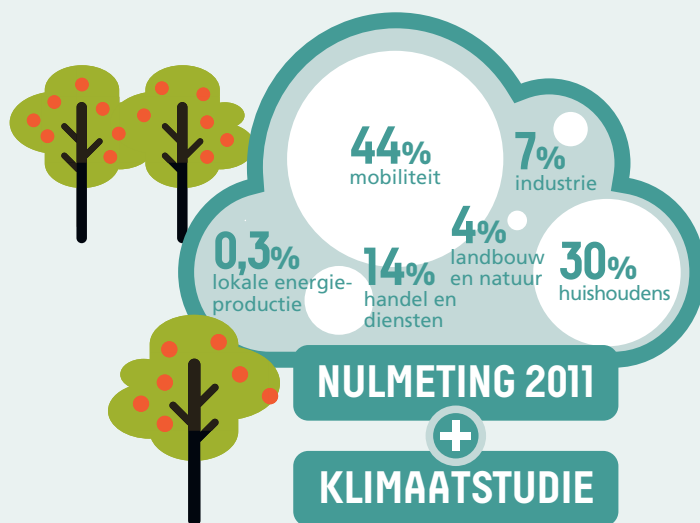 44%
mobiliteit
7%
industrie
0,3%
lokale energie-
productie
14%
handel en
diensten
4%
landbouw
en natuur
30%
huishoudens
NULMETING 2011
+
KLIMAATSTUDIE